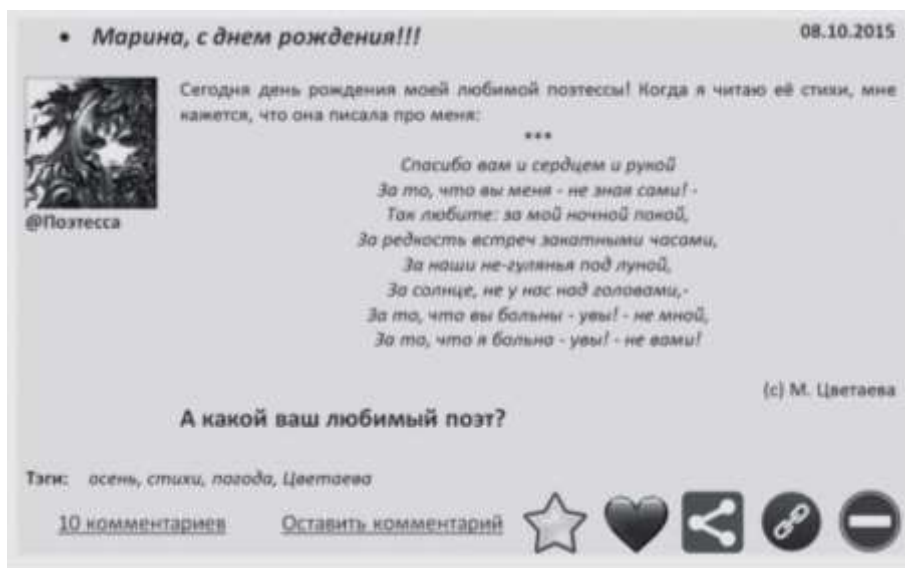 • Марина, с днем рождения!!!
08.10.2015
Сегодня день рождения моей любимой поэтессы! Когда я читаю её стихи, мне
кажется, что она писала про меня:
***
Спасибо вам и сердцем и рукой
За то, что вы меня - не зная сами! -
Так любите: за мой ночной покой,
За редкость встреч закатными часами,
За наши не-гулянья под луной,
За солнце, не у нас над головами,-
За то, что вы больны - увы! - не мной,
За то, что я больна - увы! - не вами!
@Поэтесса
(с) М. Цветаева
А какой ваш любимый поэт?
Тэги: осень, стихи, погода, Цветаева
10 комментариев Оставить комментарий